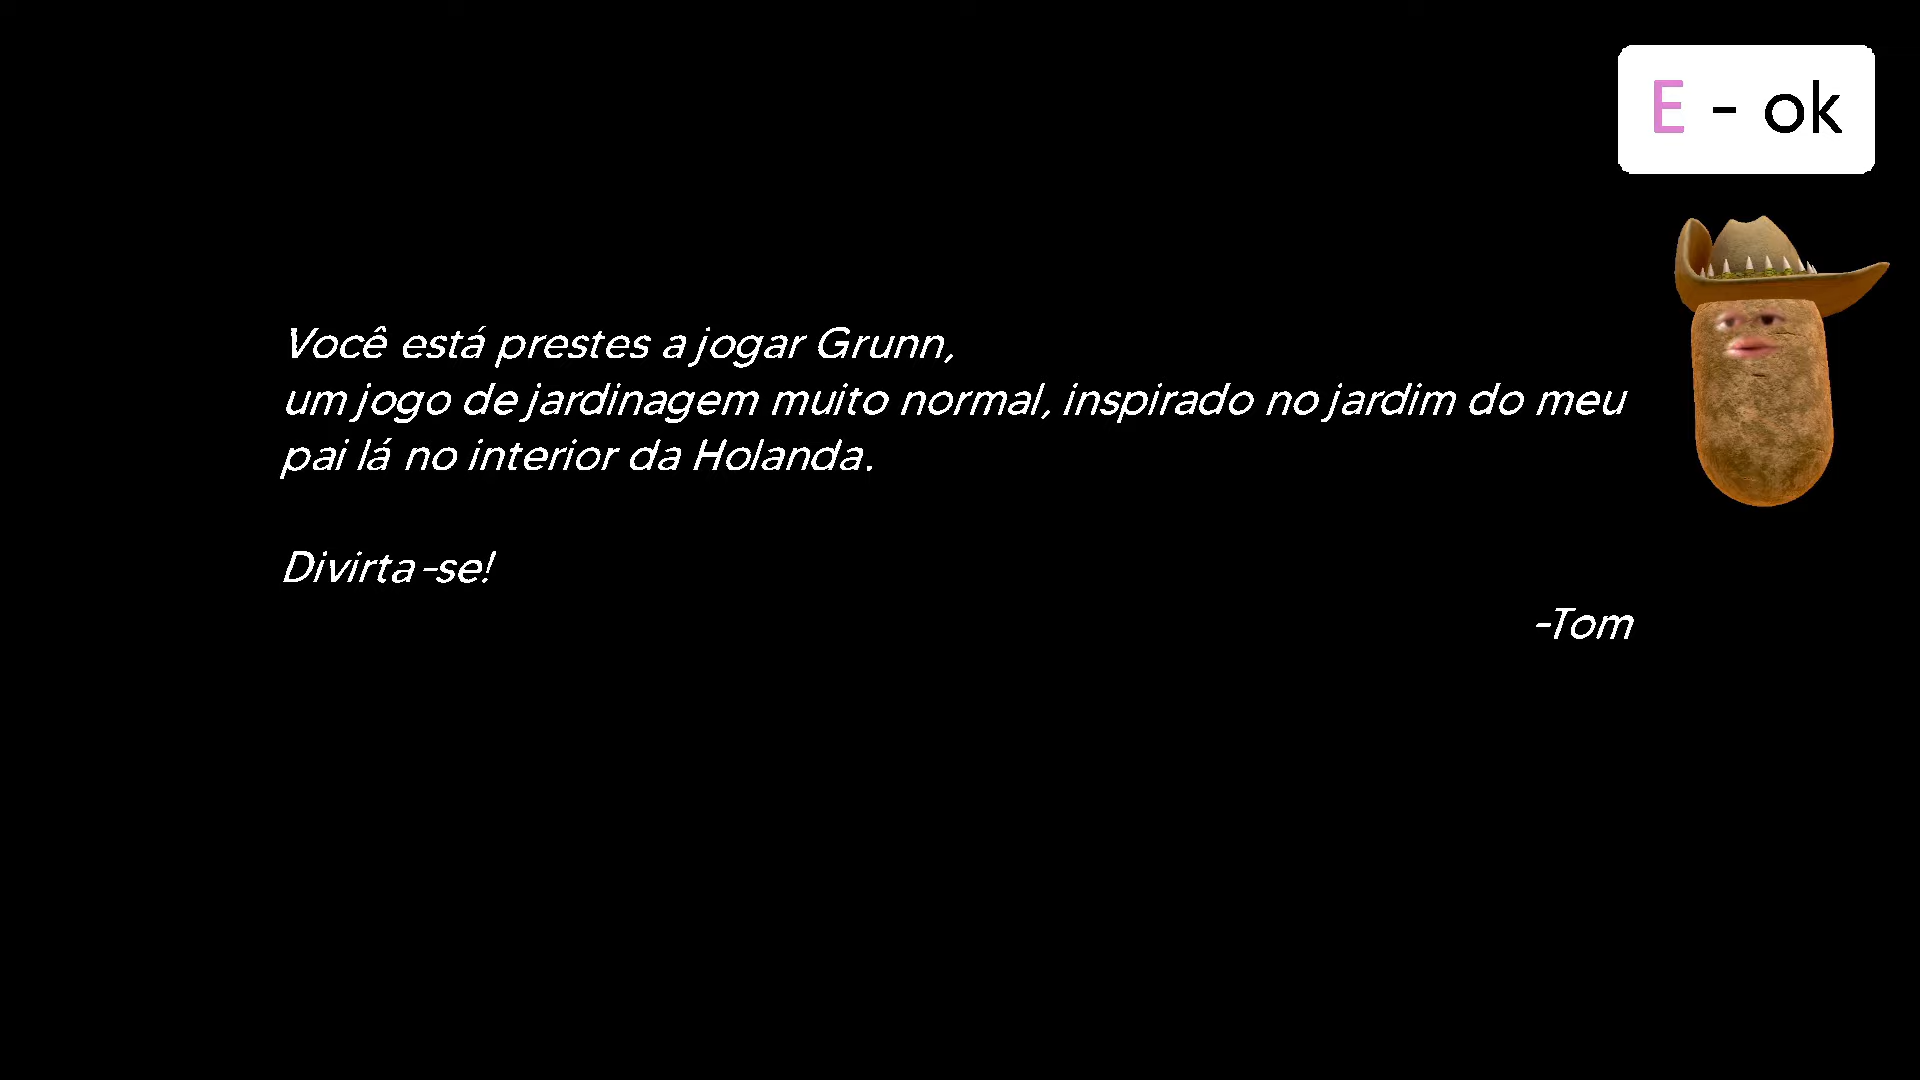 E - ok
Você está prestes a jogar Grunn,
um jogo de jardinagem muito normal, inspirado no jardim do meu
pai lá no interior da Holanda.
Divirta-se!
-Tom